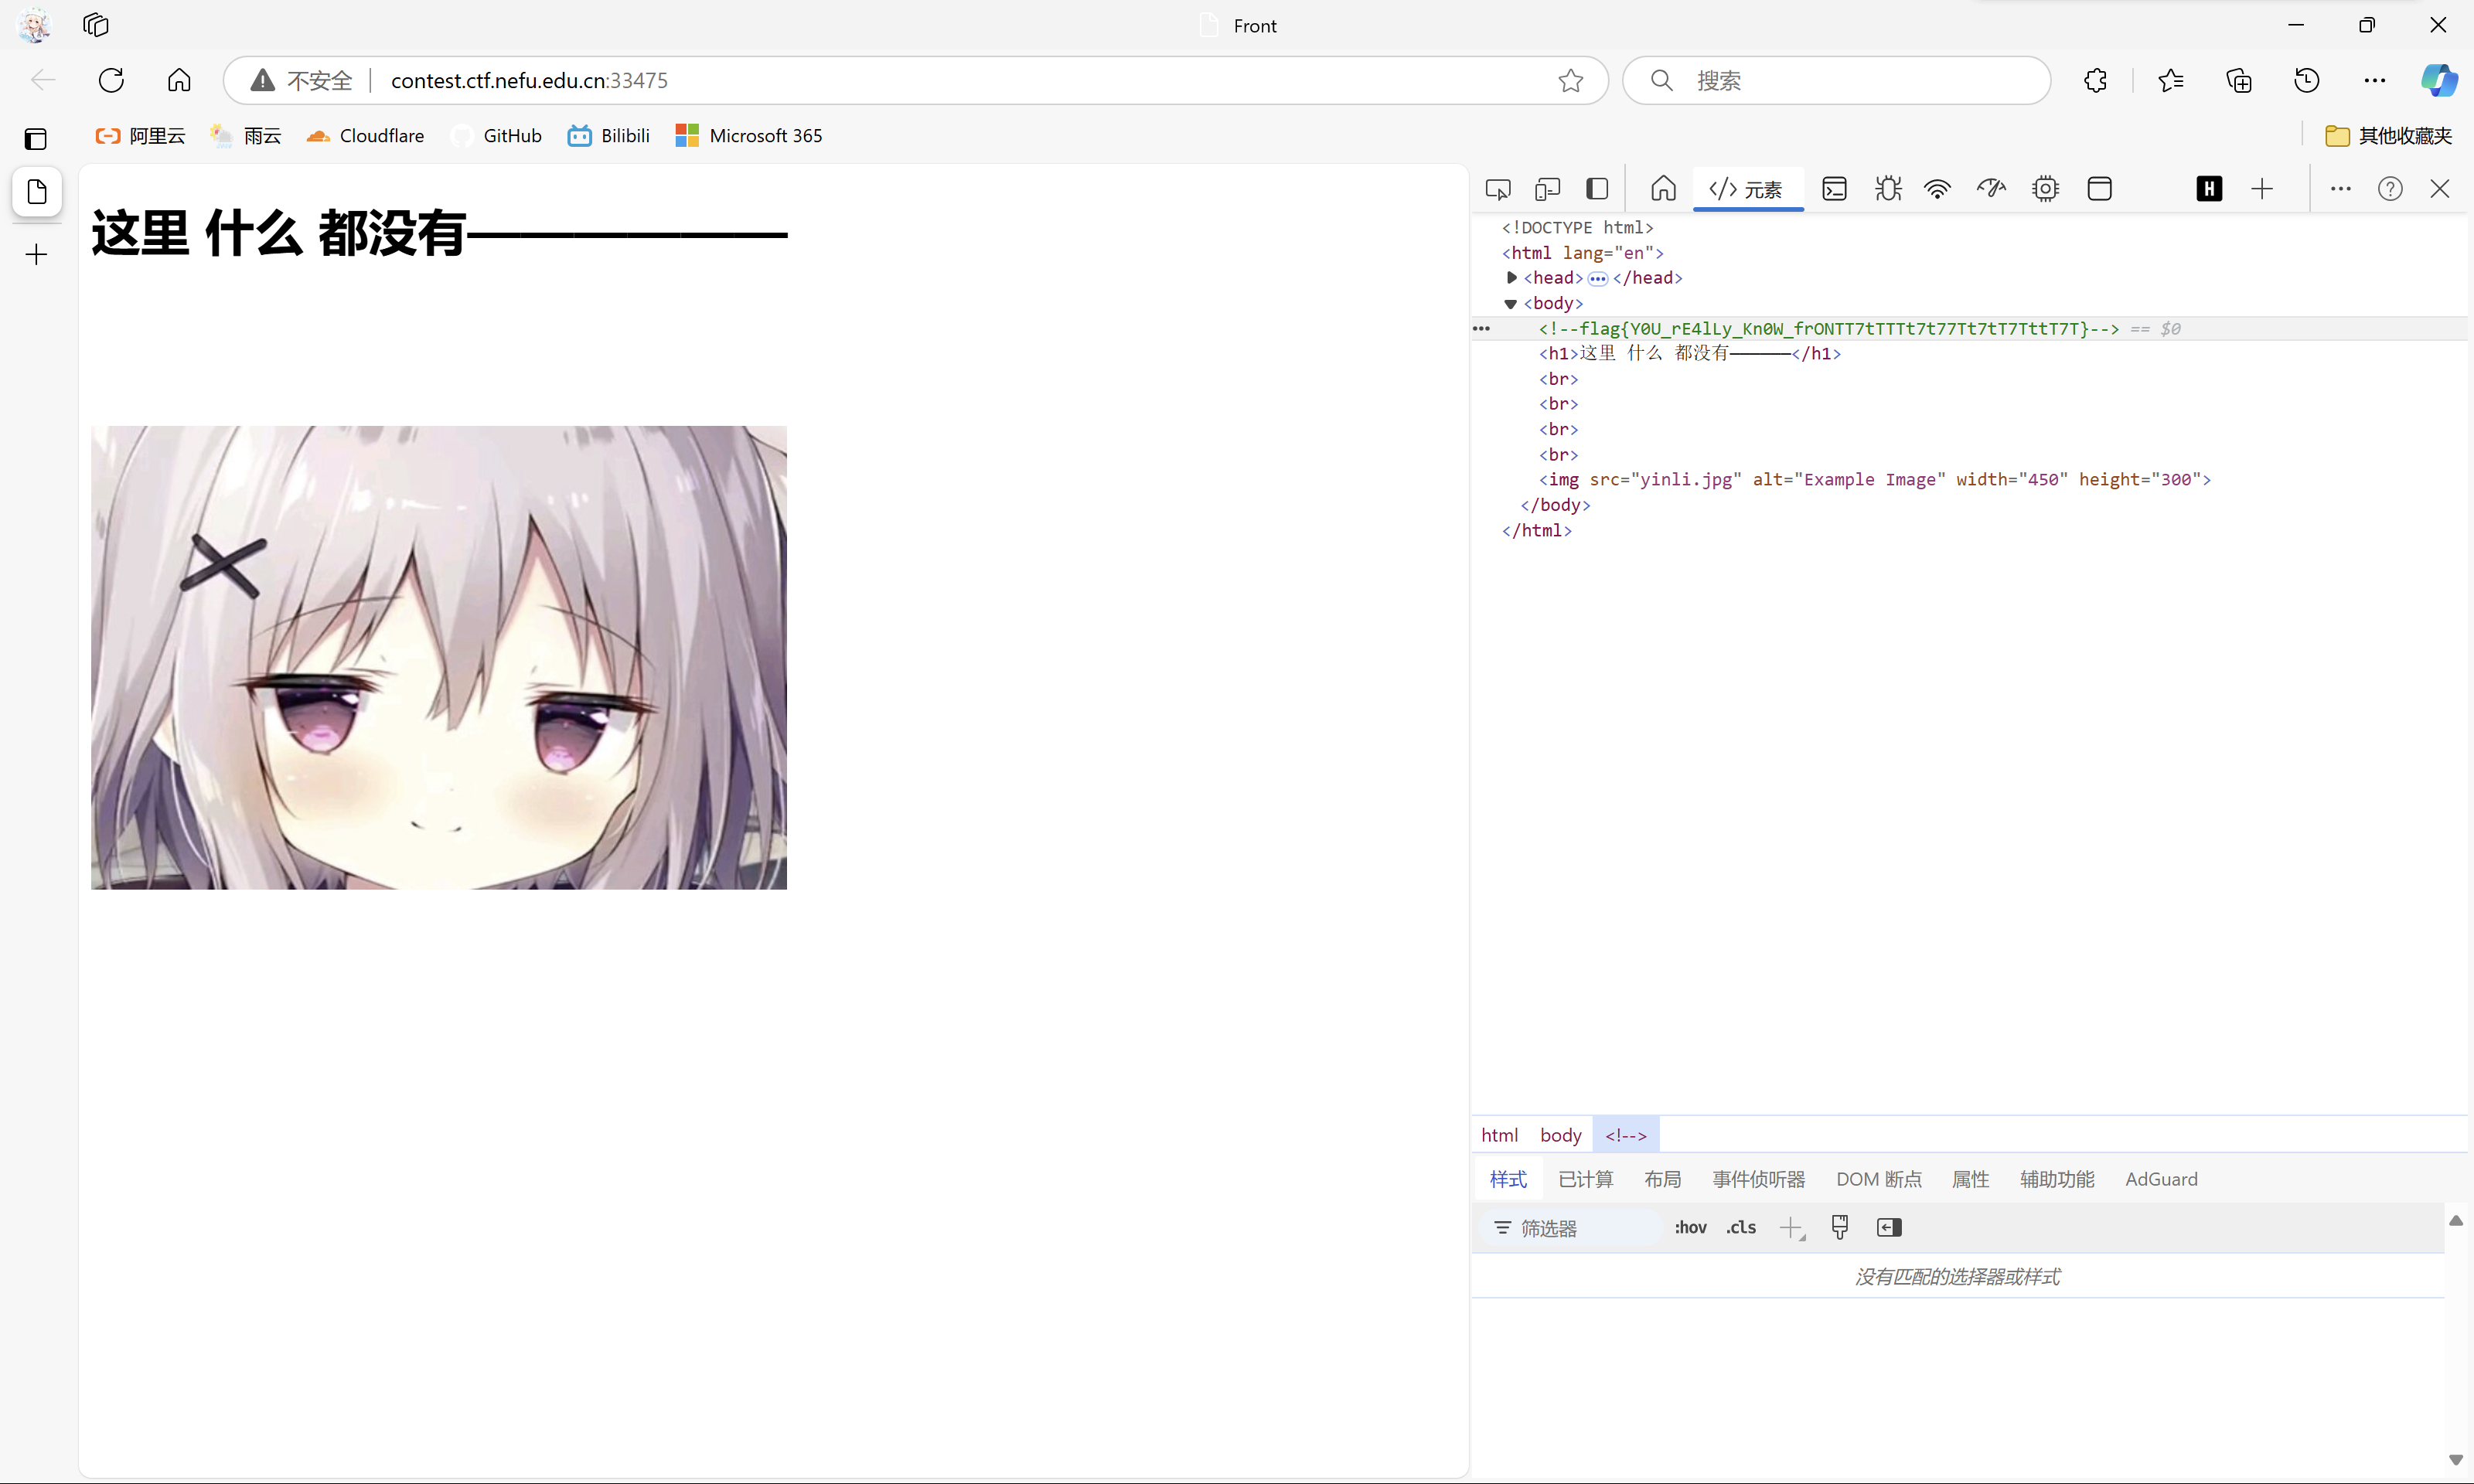 Front
不安全 contest.ctf.nefu.edu.cn:33475
搜索
阿里云 雨云 Cloudflare GitHub Bilibili Microsoft 365 其他收藏夹
这里 什么 都没有——————
</> 元素
<!DOCTYPE html>
<html lang="en">
<head>…</head>
<body>
<!--flag{Y0U_rE4lLy_Kn0W_frONTT7tTTTt7t77Tt7tT7TttT7T}--> == $0
<h1>这里 什么 都没有——————</h1>
<br>
<br>
<br>
<br>
<img src="yinli.jpg" alt="Example Image" width="450" height="300">
</body>
</html>
html body <!-->
样式 已计算 布局 事件侦听器 DOM 断点 属性 辅助功能 AdGuard
筛选器 :hov .cls
没有匹配的选择器或样式